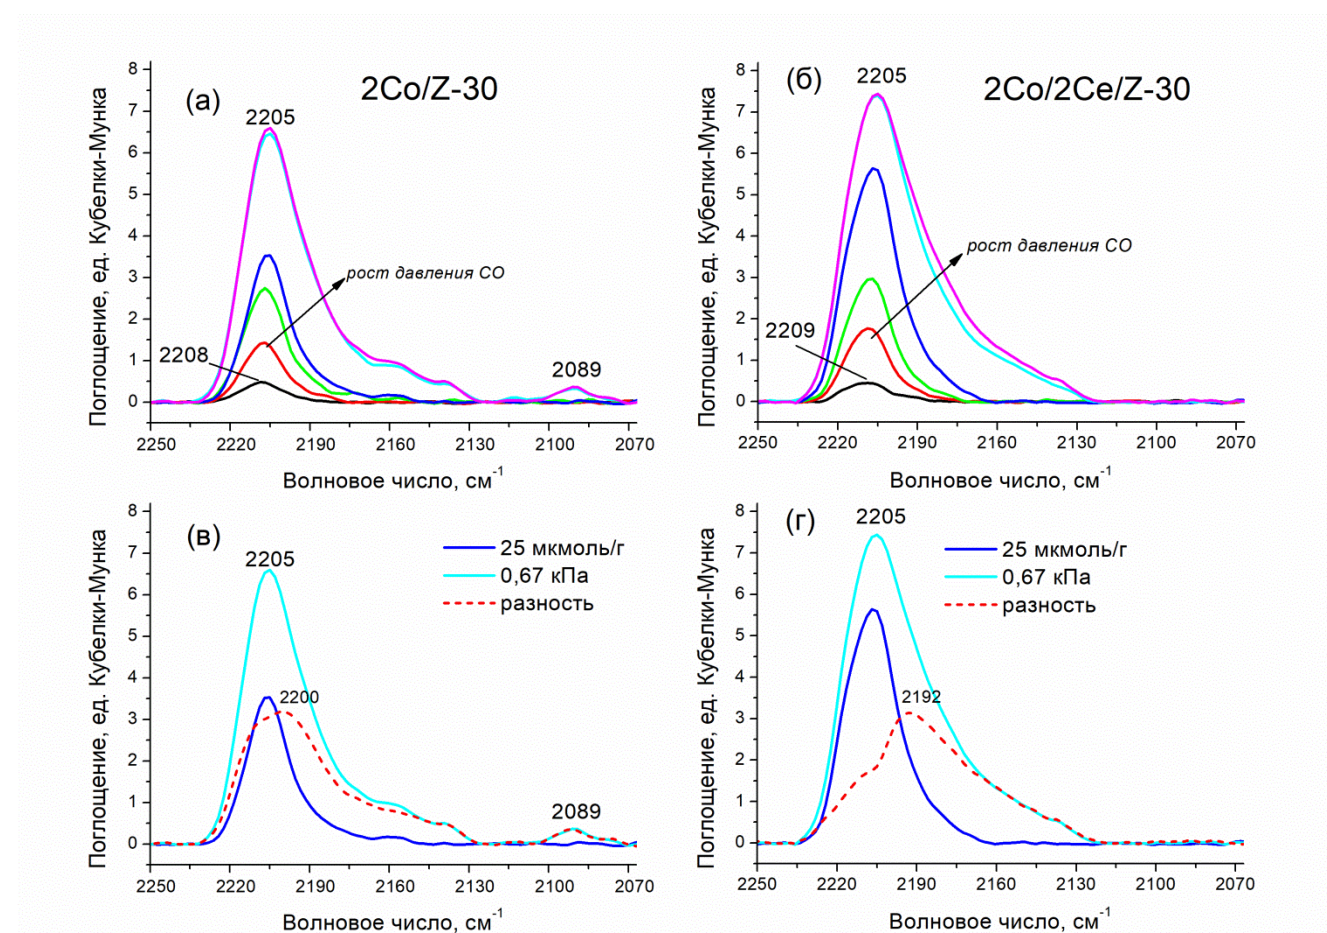 (а)
2Co/Z-30
2205
8
7
6
5
4
3
2
1
0
Поглощение, ед. Кубелки-Мунка
рост давления CO
2208
2089
2250 2220 2190 2160 2130 2100 2070
Волновое число, см-1
(б)
2Co/2Ce/Z-30
2205
8
7
6
5
4
3
2
1
0
Поглощение, ед. Кубелки-Мунка
рост давления CO
2209
2250 2220 2190 2160 2130 2100 2070
Волновое число, см-1
(в)
2205
25 мкмоль/г
0,67 кПа
разность
8
7
6
5
4
3
2
1
0
Поглощение, ед. Кубелки-Мунка
2200
2089
2250 2220 2190 2160 2130 2100 2070
Волновое число, см-1
(г)
2205
25 мкмоль/г
0,67 кПа
разность
8
7
6
5
4
3
2
1
0
Поглощение, ед. Кубелки-Мунка
2192
2250 2220 2190 2160 2130 2100 2070
Волновое число, см-1